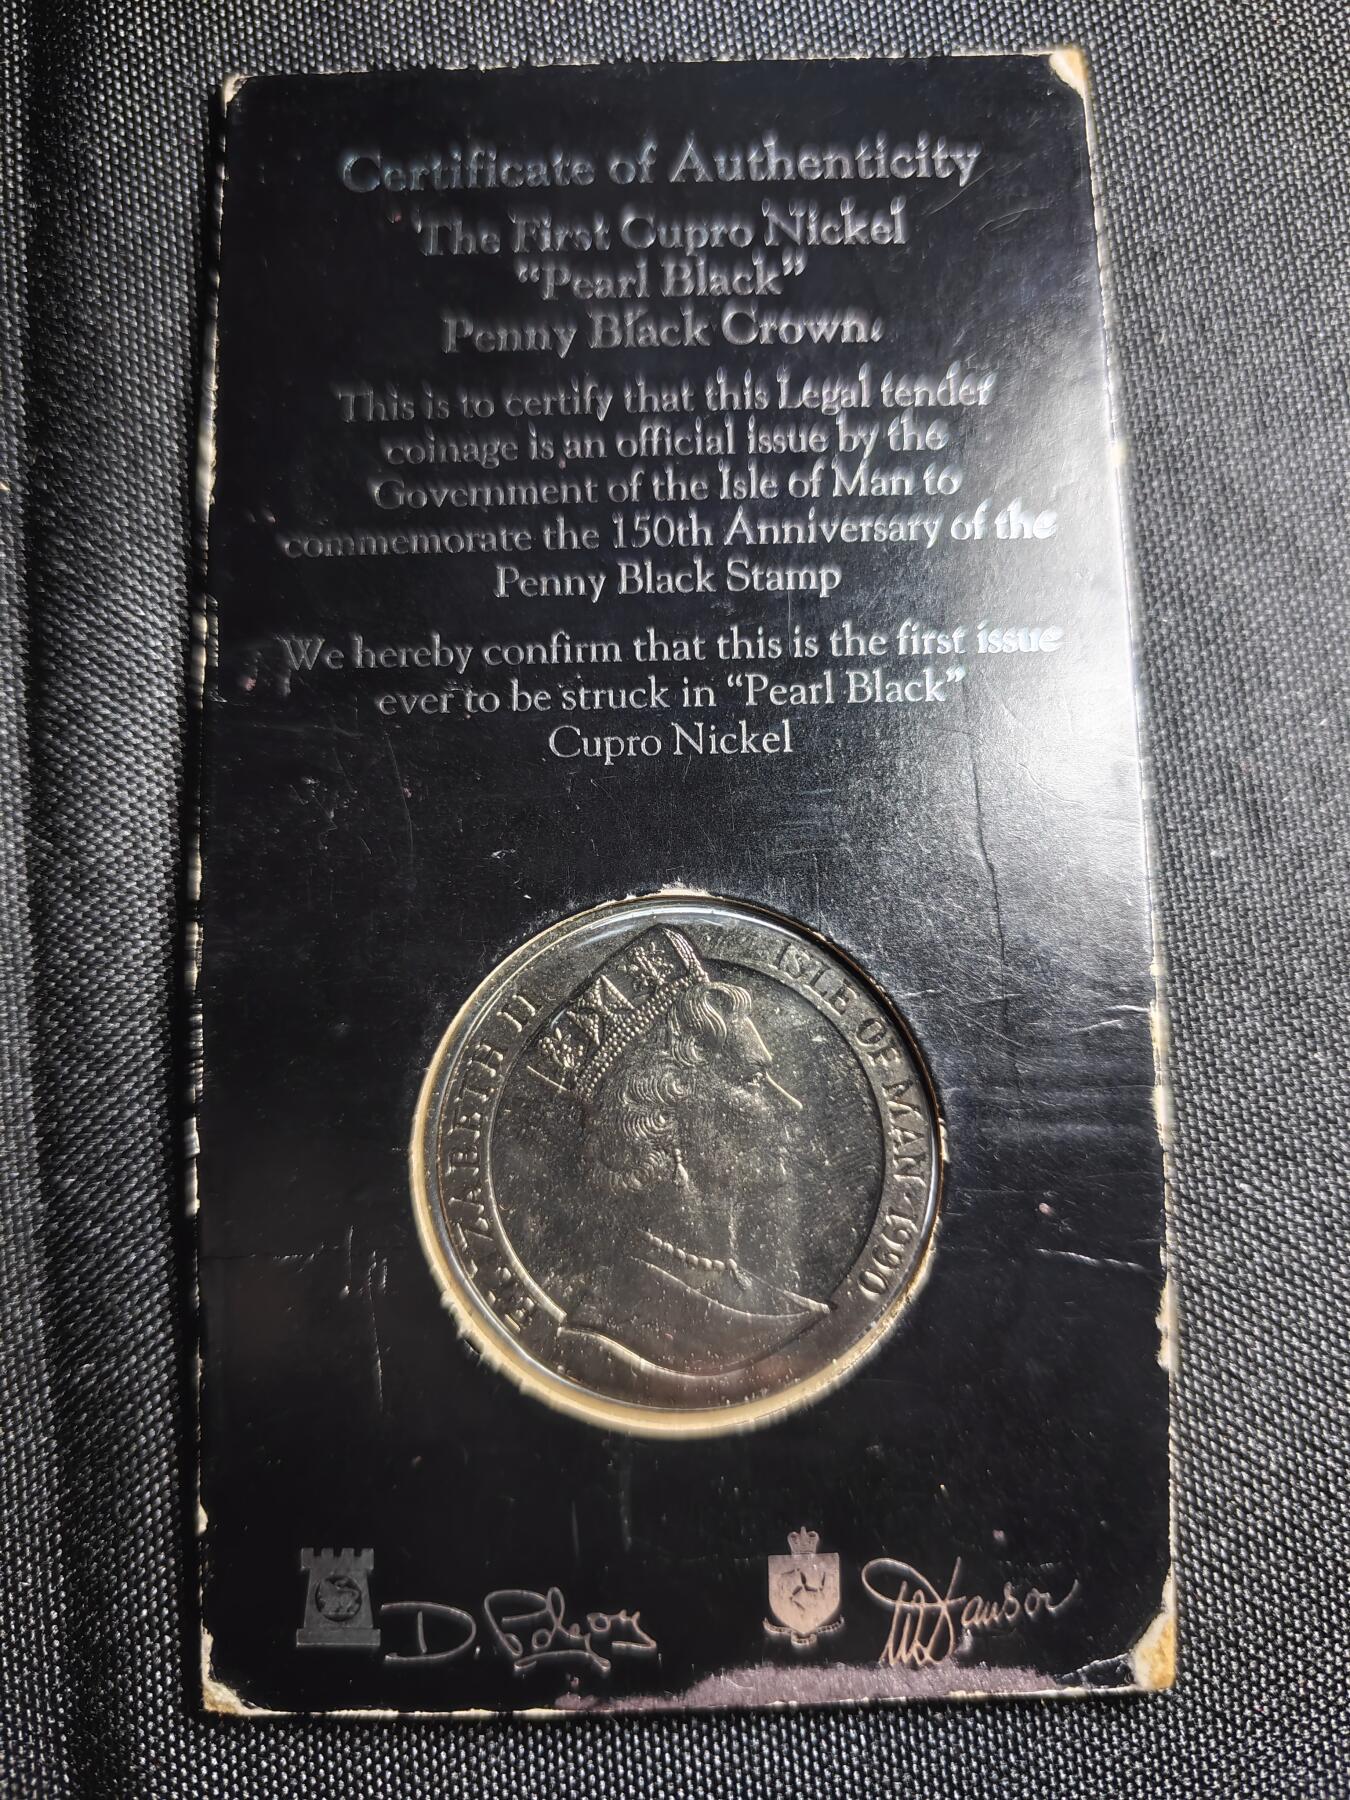 Certificate of Authenticity
The First Cupro Nickel
"Pearl Black"
Penny Black Crown.
This is to certify that this Legal tender
coinage is an official issue by the
Government of the Isle of Man to
commemorate the 150th Anniversary of the
Penny Black Stamp
We hereby confirm that this is the first issue
ever to be struck in "Pearl Black"
Cupro Nickel
ELIZABETH II
ISLE OF MAN·1990
D. Pobjoy